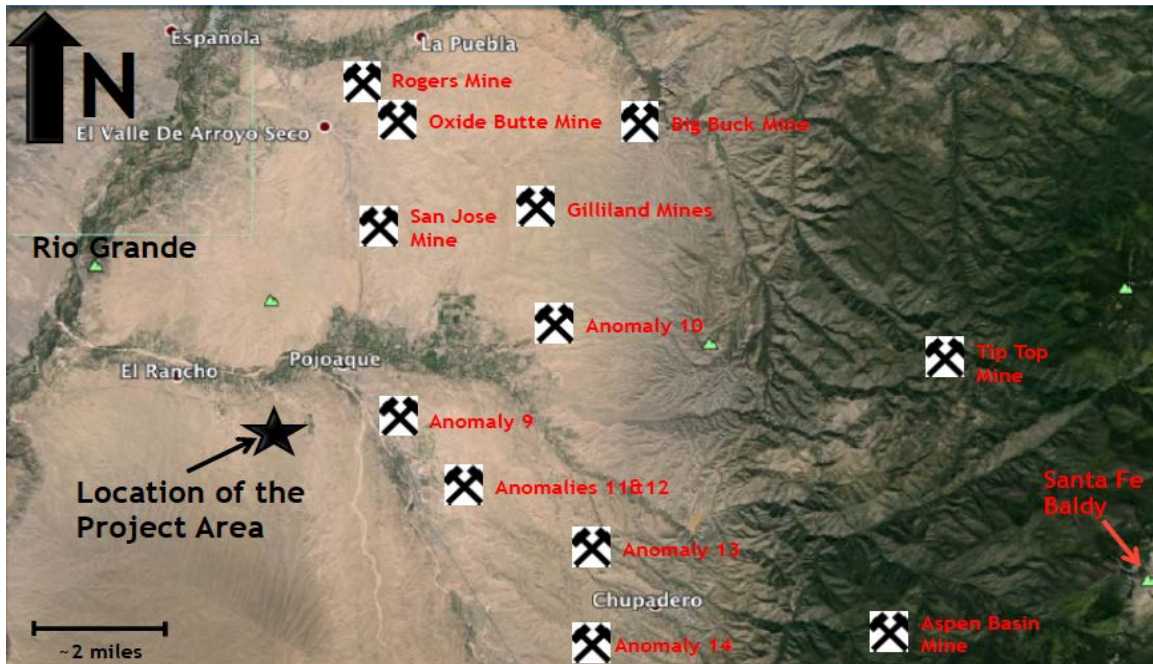 N
Española
La Puebla
Rogers Mine
Oxide Butte Mine
El Valle De Arroyo Seco
Big Buck Mine
San Jose
Mine
Gilliland Mines
Rio Grande
Anomaly 10
Pojoaque
El Rancho
Tip Top
Mine
Anomaly 9
Location of the
Project Area
Anomalies 11&12
Santa Fe
Baldy
Anomaly 13
Chupadero
Anomaly 14
Aspen Basin
Mine
~2 miles